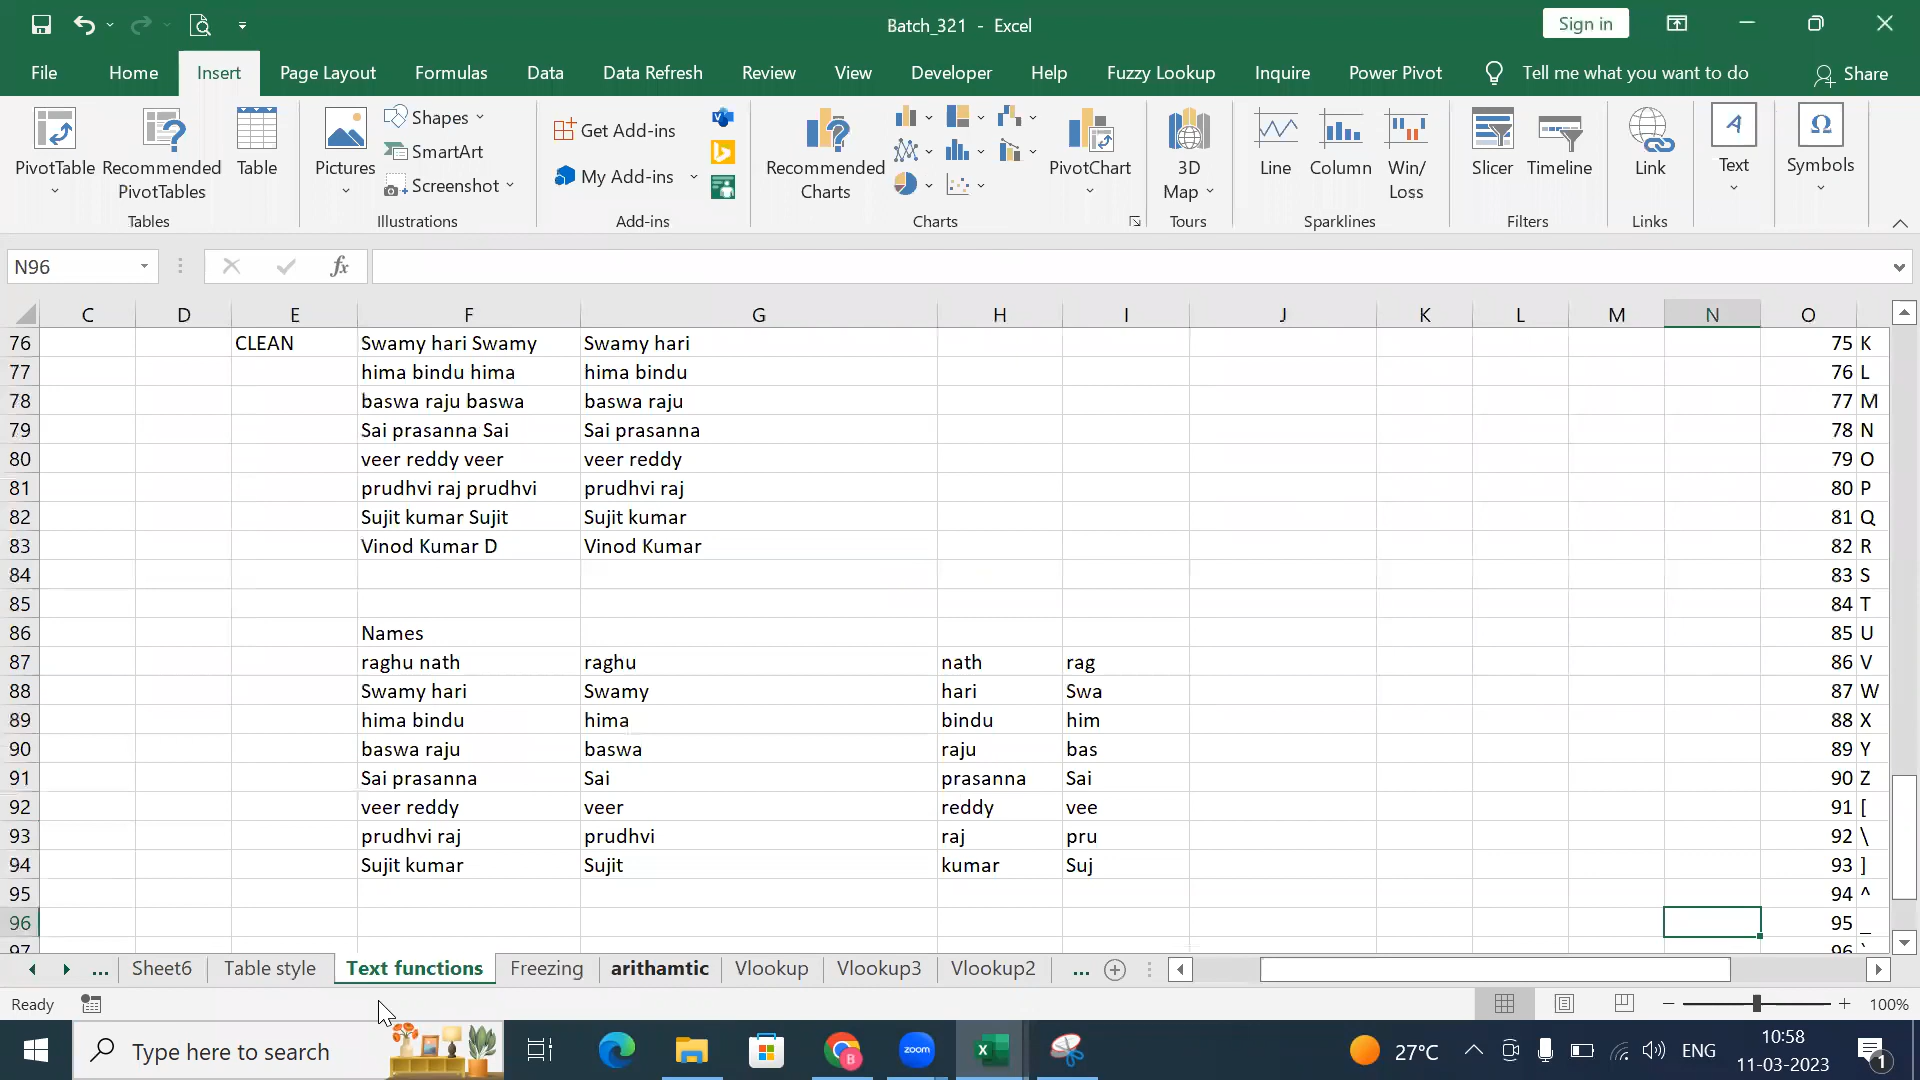 Batch_321 - Excel
Sign in
File Home Insert Page Layout Formulas Data Data Refresh Review View Developer Help Fuzzy Lookup Inquire Power Pivot Tell me what you want to do Share
PivotTable
Recommended
PivotTables
Table
Tables
Pictures
Shapes
SmartArt
Screenshot
Illustrations
Get Add-ins
My Add-ins
Add-ins
Recommended
Charts
PivotChart
Charts
3D
Map
Tours
Line
Column
Win/
Loss
Sparklines
Slicer
Timeline
Filters
Link
Links
Text
Symbols
N96
fx
C D E F G H I J K L M N O
76 CLEAN Swamy hari Swamy Swamy hari 75 K
77 hima bindu hima hima bindu 76 L
78 baswa raju baswa baswa raju 77 M
79 Sai prasanna Sai Sai prasanna 78 N
80 veer reddy veer veer reddy 79 O
81 prudhvi raj prudhvi prudhvi raj 80 P
82 Sujit kumar Sujit Sujit kumar 81 Q
83 Vinod Kumar D Vinod Kumar 82 R
84 83 S
85 84 T
86 Names 85 U
87 raghu nath raghu nath rag 86 V
88 Swamy hari Swamy hari Swa 87 W
89 hima bindu hima bindu him 88 X
90 baswa raju baswa raju bas 89 Y
91 Sai prasanna Sai prasanna Sai 90 Z
92 veer reddy veer reddy vee 91 [
93 prudhvi raj prudhvi raj pru 92 \
94 Sujit kumar Sujit kumar Suj 93 ]
95 94 ^
96 95 _
97 96 `
... Sheet6 Table style Text functions Freezing arithamtic Vlookup Vlookup3 Vlookup2 ...
Ready 100%
Type here to search
zoom
B
27°C
ENG
10:58
11-03-2023
1